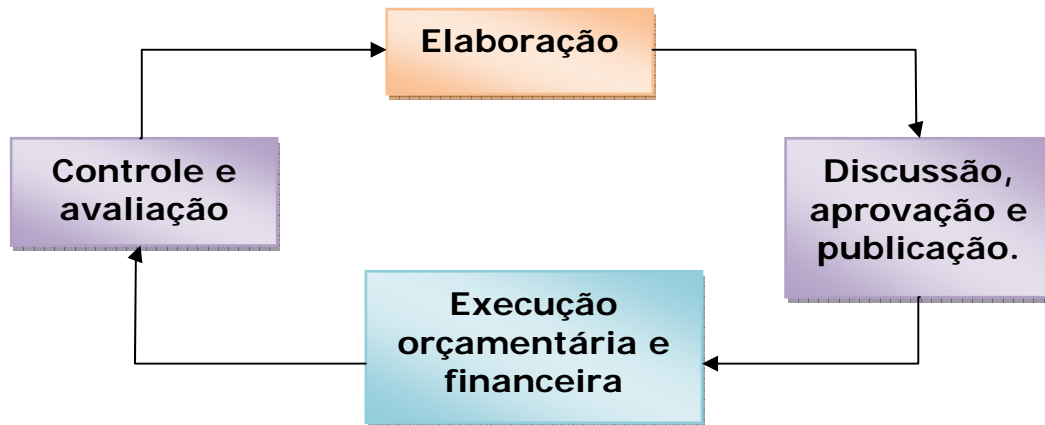 Elaboração
Discussão,
aprovação e
publicação.
Execução
orçamentária e
financeira
Controle e
avaliação